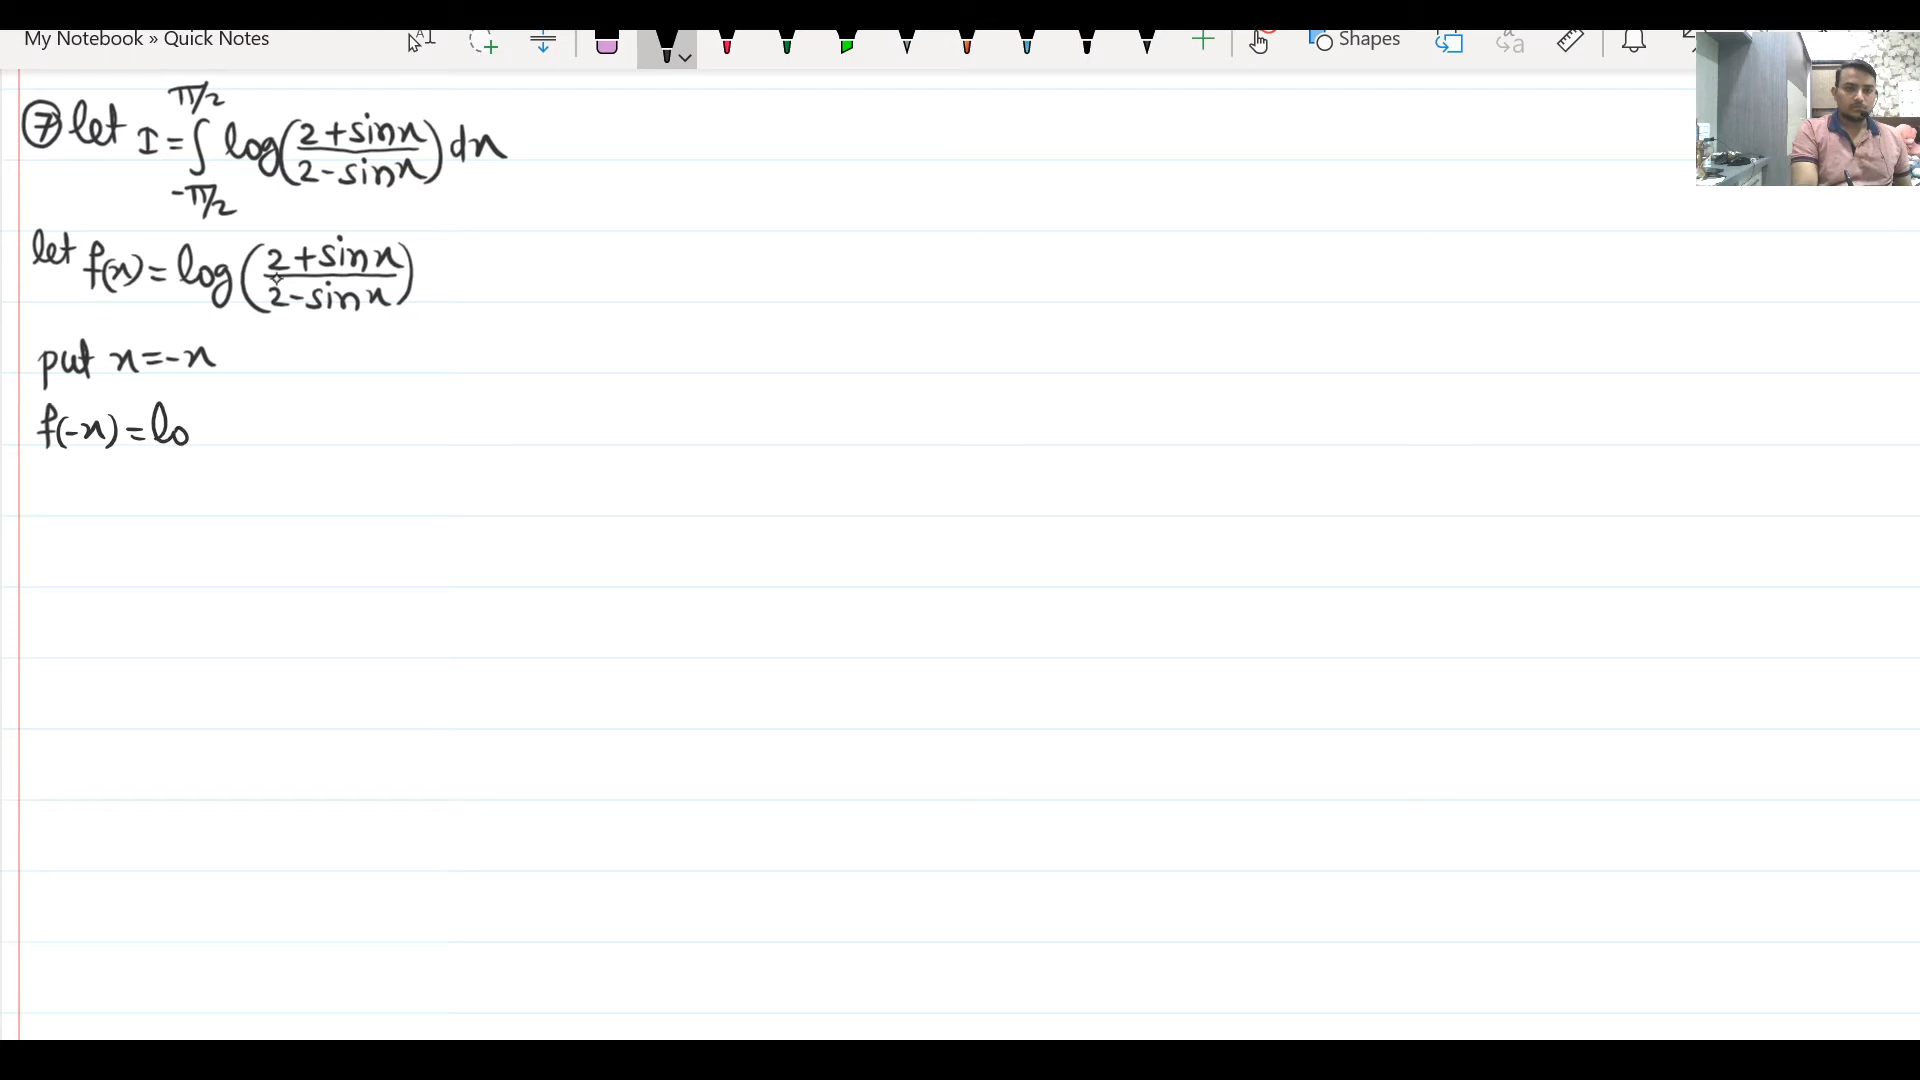 My Notebook » Quick Notes
Shapes
⑦ let I = ∫_{-π/2}^{π/2} log((2+sinx)/(2-sinx)) dx
let f(x) = log((2+sinx)/(2-sinx))
put x=-x
f(-x) = lo